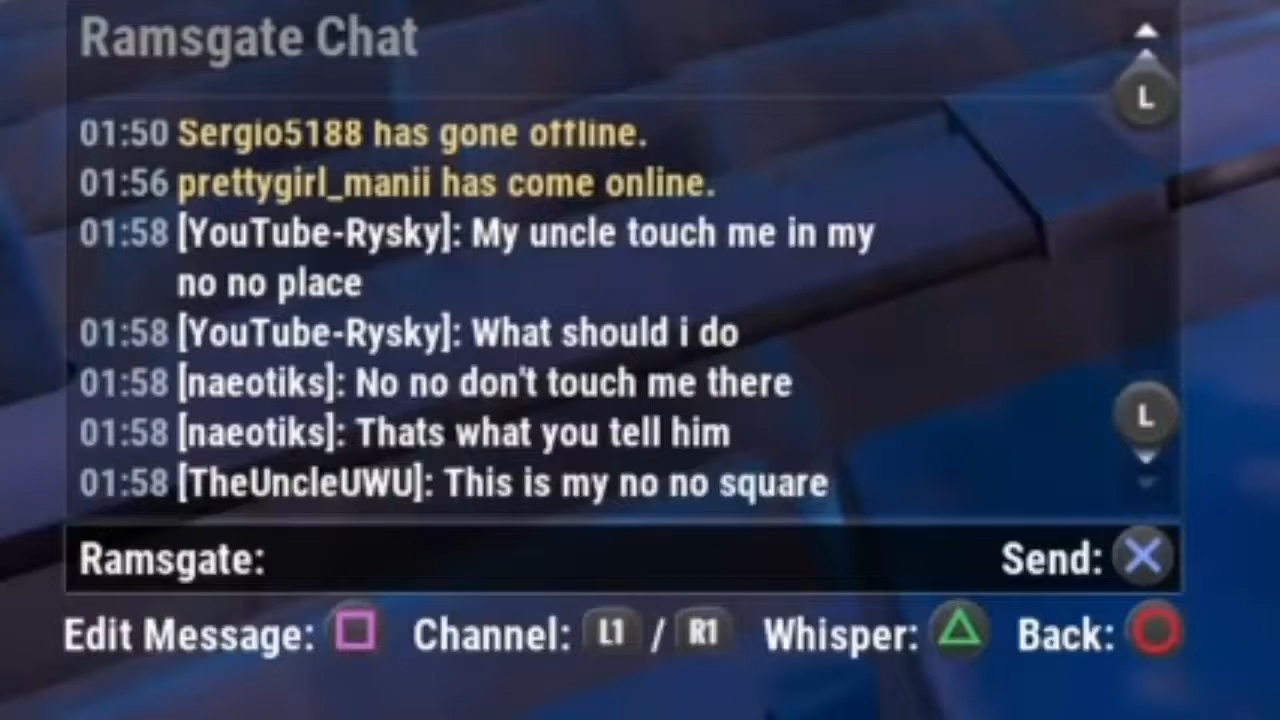 Ramsgate Chat
L
01:50 Sergio5188 has gone offline.
01:56 prettygirl_manii has come online.
01:58 [YouTube-Rysky]: My uncle touch me in my
no no place
01:58 [YouTube-Rysky]: What should i do
01:58 [naeotiks]: No no don't touch me there
01:58 [naeotiks]: Thats what you tell him
L
01:58 [TheUncleUWU]: This is my no no square
Ramsgate: Send:
Edit Message: Channel: L1 / R1 Whisper: Back: